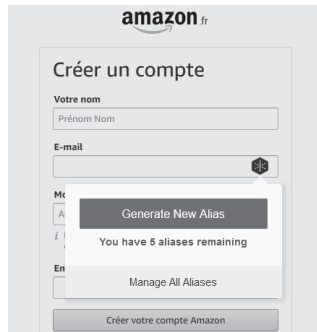 amazon.fr
Créer un compte
Votre nom
Prénom Nom
E-mail
Generate New Alias
You have 5 aliases remaining
Manage All Aliases
Créer votre compte Amazon